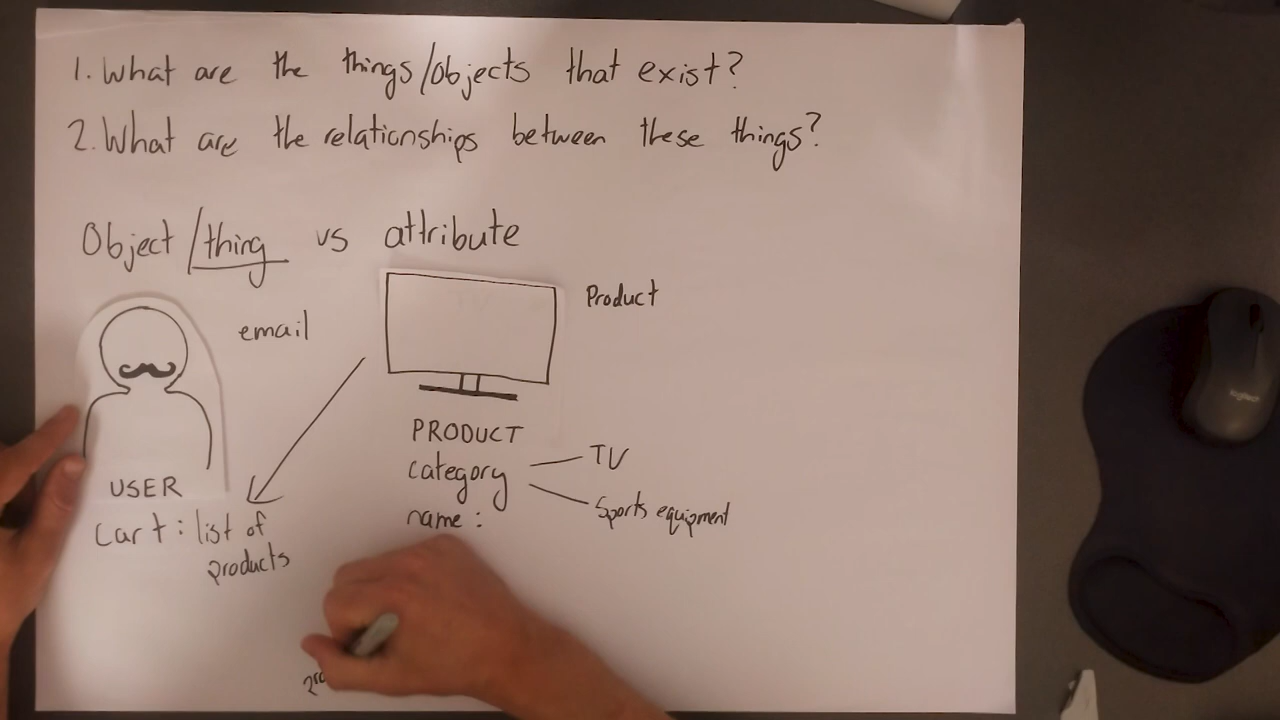 1. What are the things/objects that exist?
2. What are the relationships between these things?
Object/thing vs attribute
email
Product
PRODUCT
category
TV
Sports equipment
name :
USER
Cart : list of
products
logitech